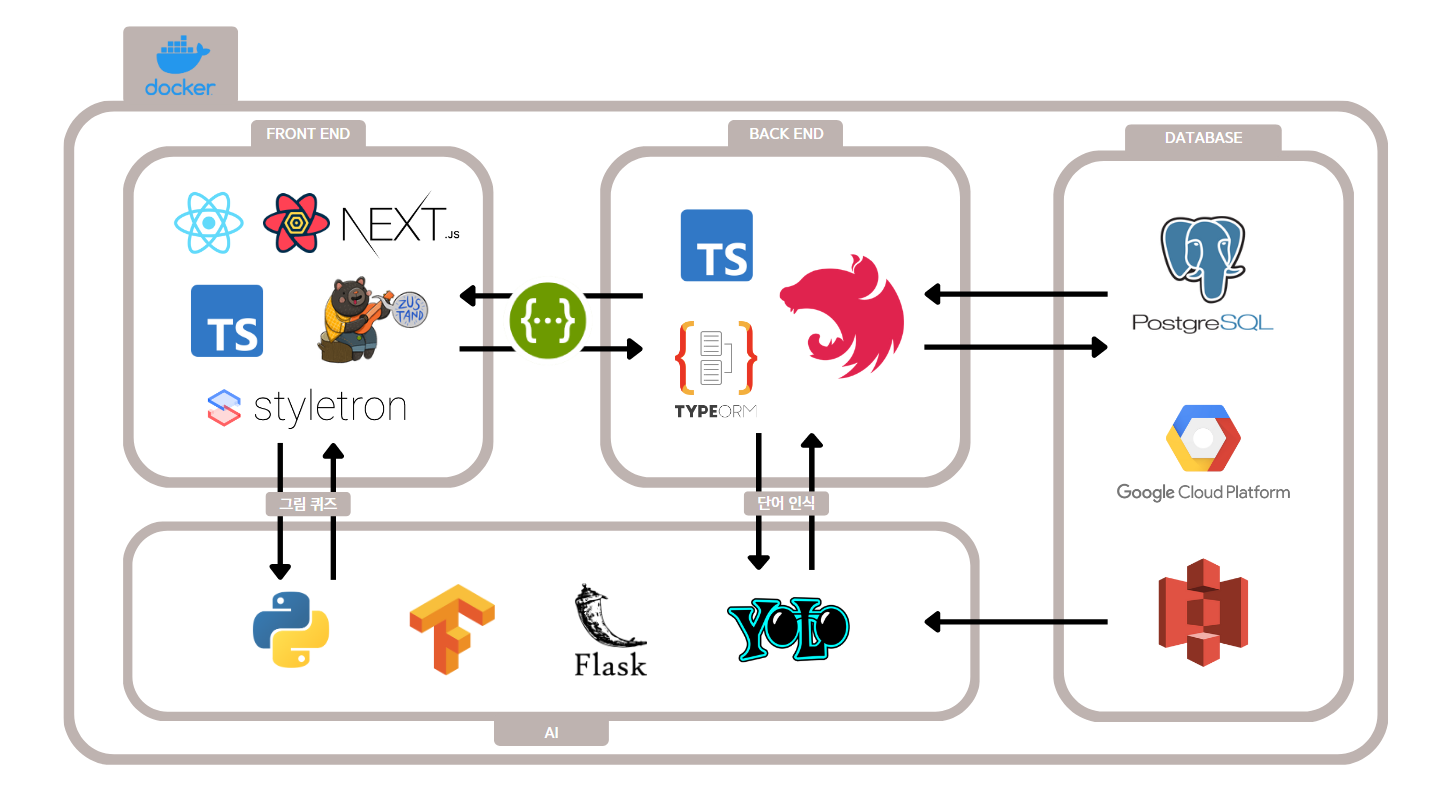 docker
FRONT END
BACK END
DATABASE
NEXT.JS
TS
ZUS
TAND
styletron
{...}
TS
TYPEORM
PostgreSQL
Google Cloud Platform
그림 퀴즈
단어 인식
Flask
YOLO
AI